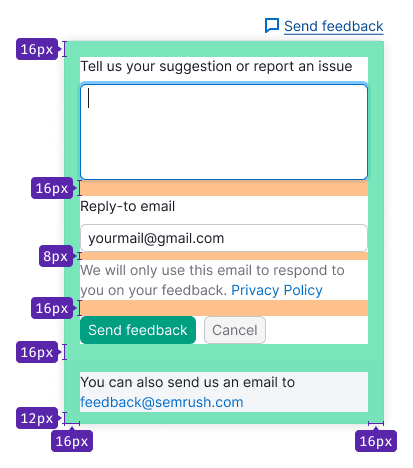 Send feedback
16px
Tell us your suggestion or report an issue
16px
Reply-to email
yourmail@gmail.com
8px
We will only use this email to respond to
you on your feedback. Privacy Policy
16px
Send feedback Cancel
16px
You can also send us an email to
feedback@semrush.com
12px
16px 16px